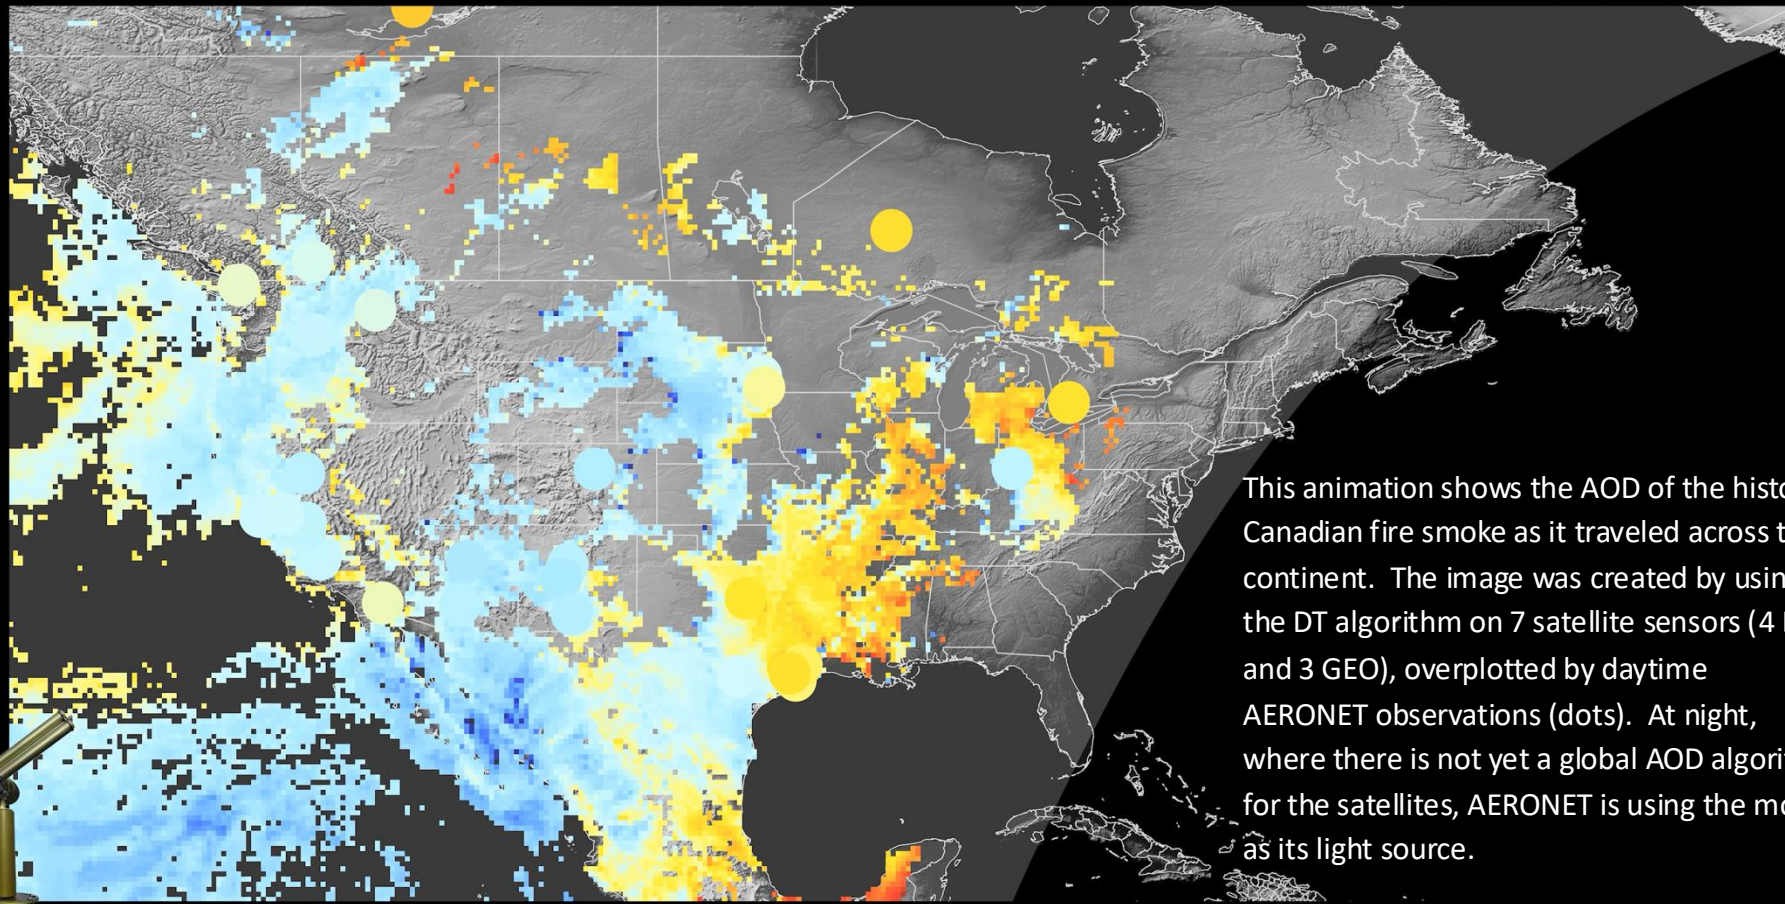 This animation shows the AOD of the
Canadian fire smoke as it traveled across
continent. The image was created by
the DT algorithm on 7 satellite sensors (4
and 3 GEO), overplotted by daytime
AERONET observations (dots). At night,
where there is not yet a global AOD
for the satellites, AERONET is using the
as its light source.